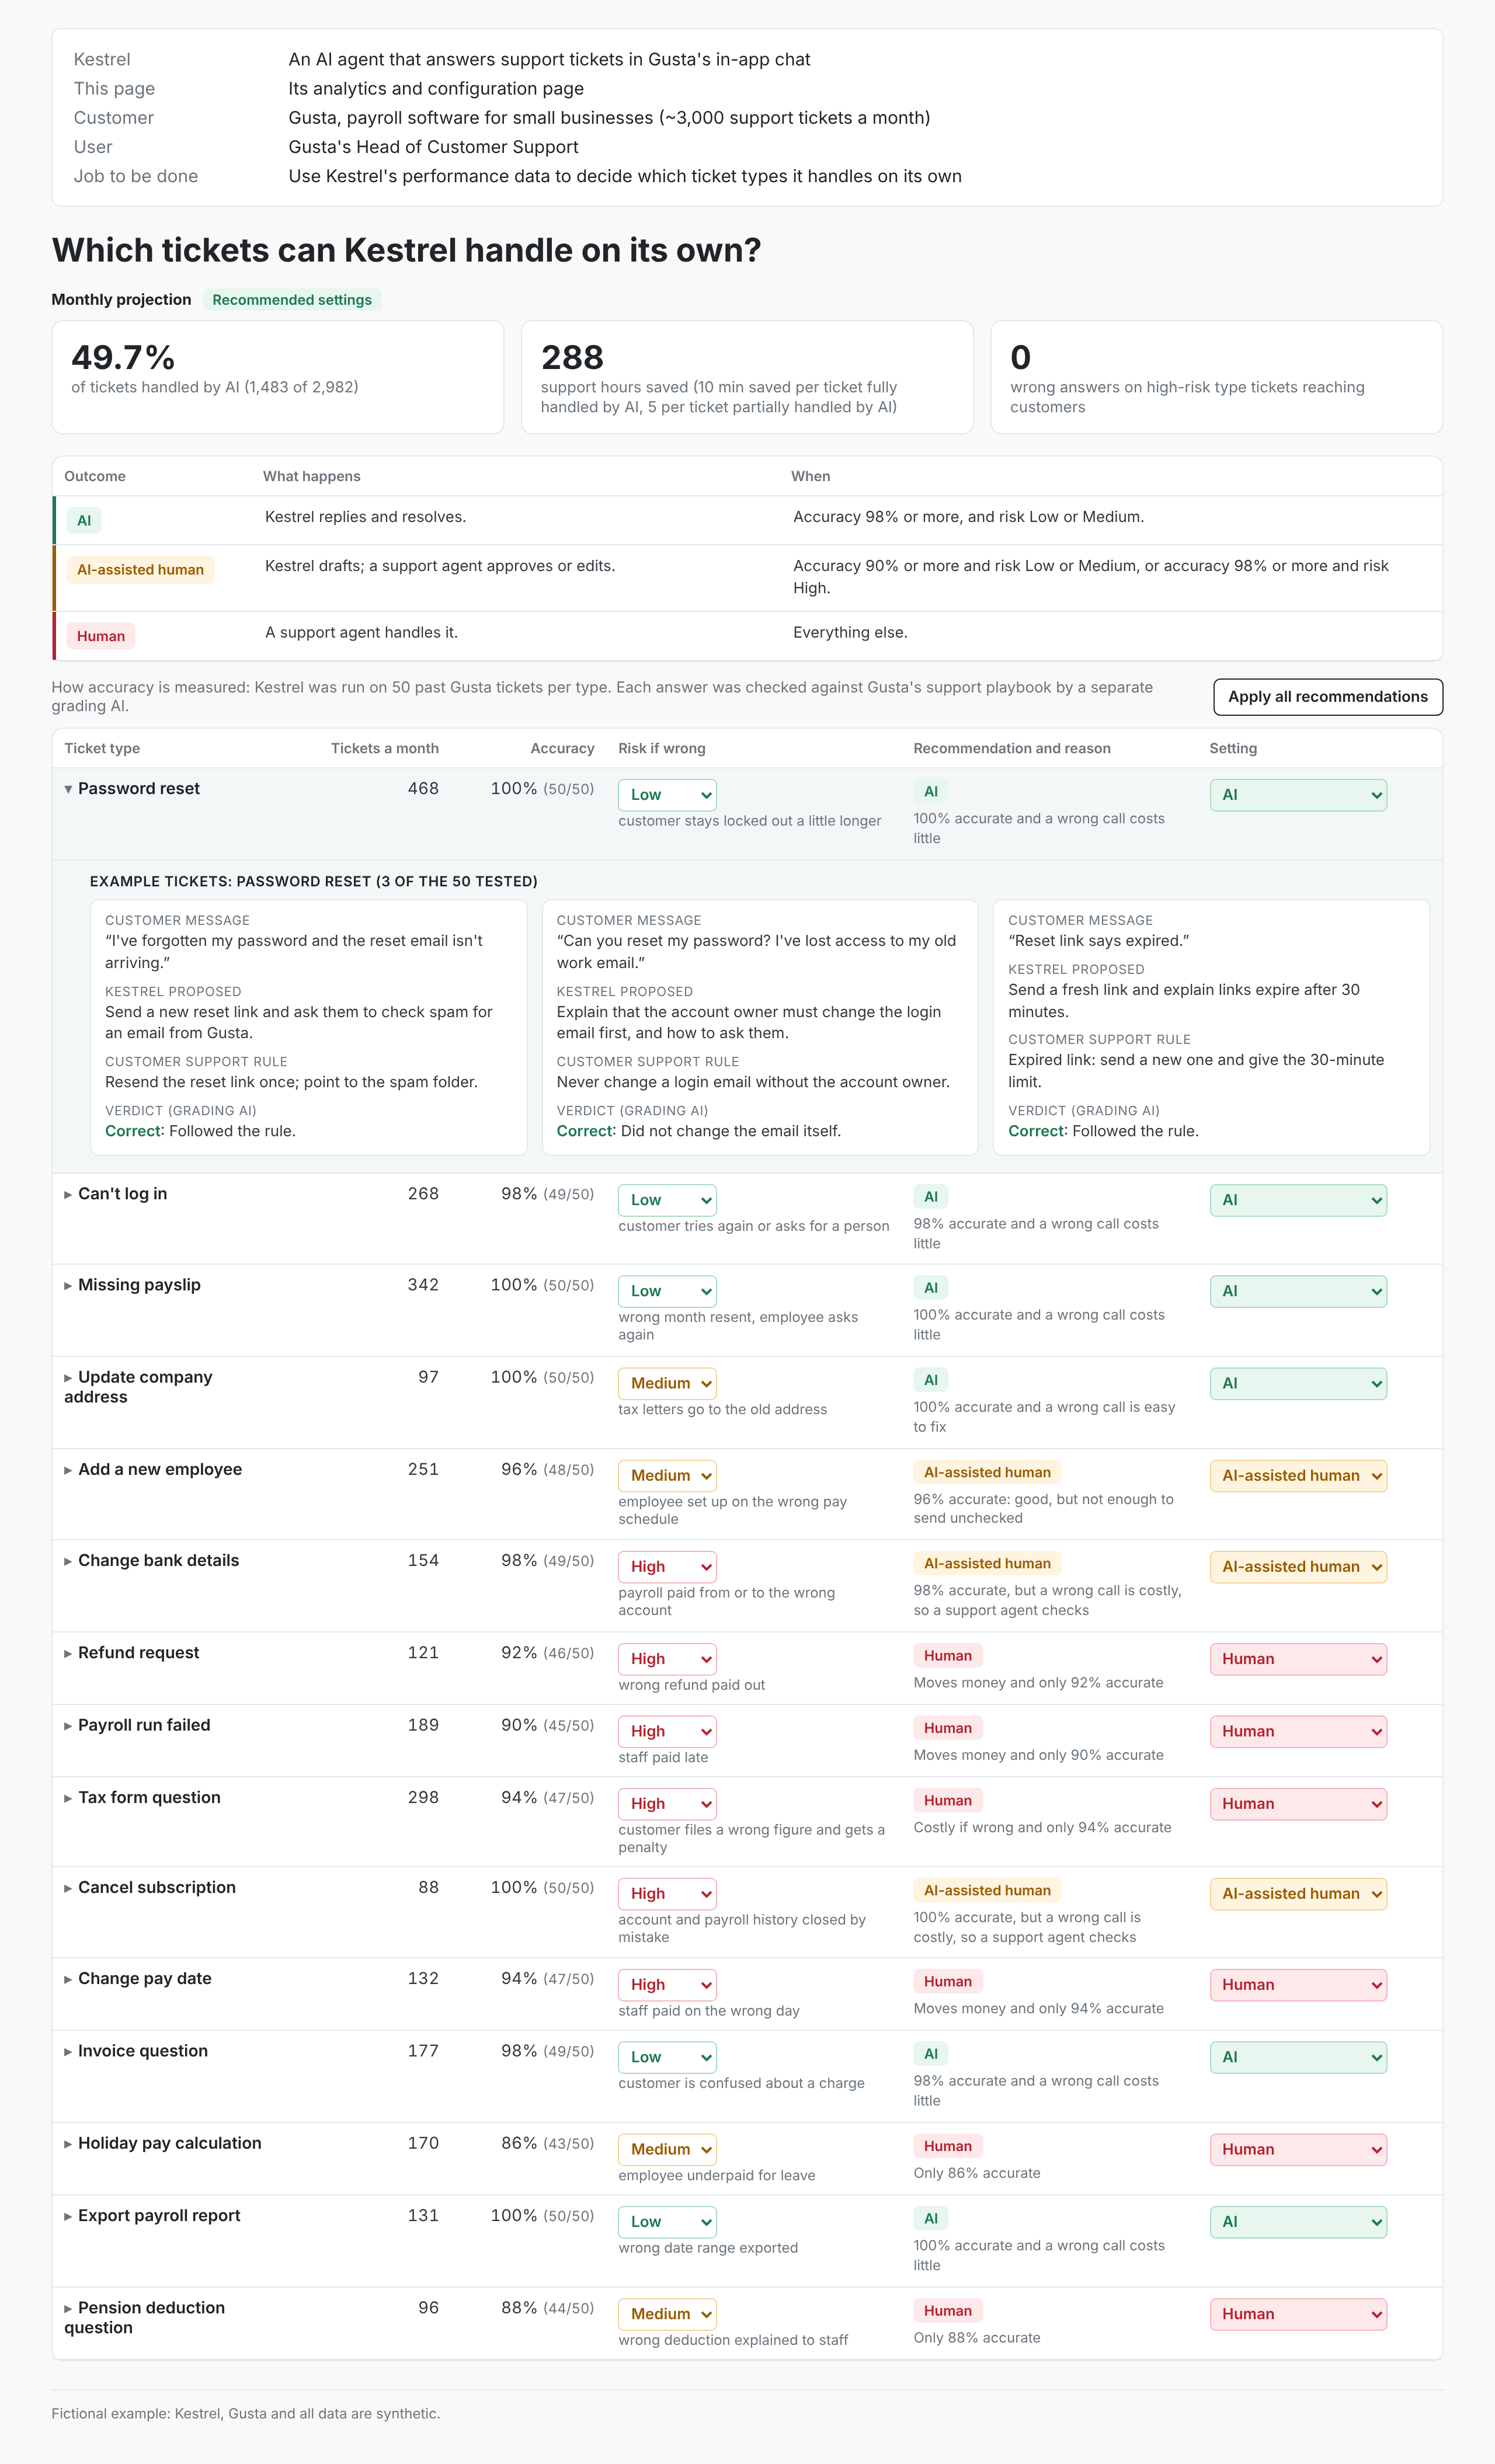 Kestrel An AI agent that answers support tickets in Gusta's in-app chat
This page Its analytics and configuration page
Customer Gusta, payroll software for small businesses (~3,000 support tickets a month)
User Gusta's Head of Customer Support
Job to be done Use Kestrel's performance data to decide which ticket types it handles on its own
Which tickets can Kestrel handle on its own?
Monthly projection Recommended settings
49.7%
of tickets handled by AI (1,483 of 2,982)
288
support hours saved (10 min saved per ticket fully
handled by AI, 5 per ticket partially handled by AI)
0
wrong answers on high-risk type tickets reaching
customers
Outcome What happens When
AI Kestrel replies and resolves. Accuracy 98% or more, and risk Low or Medium.
AI-assisted human Kestrel drafts; a support agent approves or edits. Accuracy 90% or more and risk Low or Medium, or accuracy 98% or more and risk
High.
Human A support agent handles it. Everything else.
How accuracy is measured: Kestrel was run on 50 past Gusta tickets per type. Each answer was checked against Gusta's support playbook by a separate
grading AI.
Apply all recommendations
Ticket type Tickets a month Accuracy Risk if wrong Recommendation and reason Setting
▾ Password reset 468 100% (50/50) Low AI AI
customer stays locked out a little longer
100% accurate and a wrong call costs
little
EXAMPLE TICKETS: PASSWORD RESET (3 OF THE 50 TESTED)
CUSTOMER MESSAGE
“I've forgotten my password and the reset email isn't
arriving.”
KESTREL PROPOSED
Send a new reset link and ask them to check spam for
an email from Gusta.
CUSTOMER SUPPORT RULE
Resend the reset link once; point to the spam folder.
VERDICT (GRADING AI)
Correct: Followed the rule.
CUSTOMER MESSAGE
“Can you reset my password? I've lost access to my old
work email.”
KESTREL PROPOSED
Explain that the account owner must change the login
email first, and how to ask them.
CUSTOMER SUPPORT RULE
Never change a login email without the account owner.
VERDICT (GRADING AI)
Correct: Did not change the email itself.
CUSTOMER MESSAGE
“Reset link says expired.”
KESTREL PROPOSED
Send a fresh link and explain links expire after 30
minutes.
CUSTOMER SUPPORT RULE
Expired link: send a new one and give the 30-minute
limit.
VERDICT (GRADING AI)
Correct: Followed the rule.
▸ Can't log in 268 98% (49/50) Low AI AI
customer tries again or asks for a person
98% accurate and a wrong call costs
little
▸ Missing payslip 342 100% (50/50) Low AI AI
wrong month resent, employee asks
again
100% accurate and a wrong call costs
little
▸ Update company
address
97 100% (50/50) Medium AI AI
tax letters go to the old address
100% accurate and a wrong call is easy
to fix
▸ Add a new employee 251 96% (48/50) Medium AI-assisted human AI-assisted human
employee set up on the wrong pay
schedule
96% accurate: good, but not enough to
send unchecked
▸ Change bank details 154 98% (49/50) High AI-assisted human AI-assisted human
payroll paid from or to the wrong
account
98% accurate, but a wrong call is costly,
so a support agent checks
▸ Refund request 121 92% (46/50) High Human Human
wrong refund paid out
Moves money and only 92% accurate
▸ Payroll run failed 189 90% (45/50) High Human Human
staff paid late
Moves money and only 90% accurate
▸ Tax form question 298 94% (47/50) High Human Human
customer files a wrong figure and gets a
penalty
Costly if wrong and only 94% accurate
▸ Cancel subscription 88 100% (50/50) High AI-assisted human AI-assisted human
account and payroll history closed by
mistake
100% accurate, but a wrong call is
costly, so a support agent checks
▸ Change pay date 132 94% (47/50) High Human Human
staff paid on the wrong day
Moves money and only 94% accurate
▸ Invoice question 177 98% (49/50) Low AI AI
customer is confused about a charge
98% accurate and a wrong call costs
little
▸ Holiday pay calculation 170 86% (43/50) Medium Human Human
employee underpaid for leave
Only 86% accurate
▸ Export payroll report 131 100% (50/50) Low AI AI
wrong date range exported
100% accurate and a wrong call costs
little
▸ Pension deduction
question
96 88% (44/50) Medium Human Human
wrong deduction explained to staff
Only 88% accurate
Fictional example: Kestrel, Gusta and all data are synthetic.